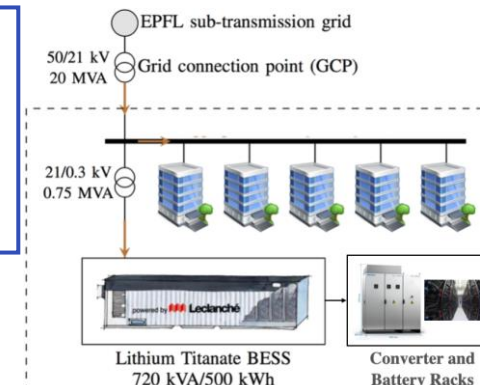 EPFL sub-transmission grid
50/21 kV
20 MVA
Grid connection point (GCP)
21/0.3 kV
0.75 MVA
powered by Leclanché
Lithium Titanate BESS
720 kVA/500 kWh
Converter and
Battery Racks